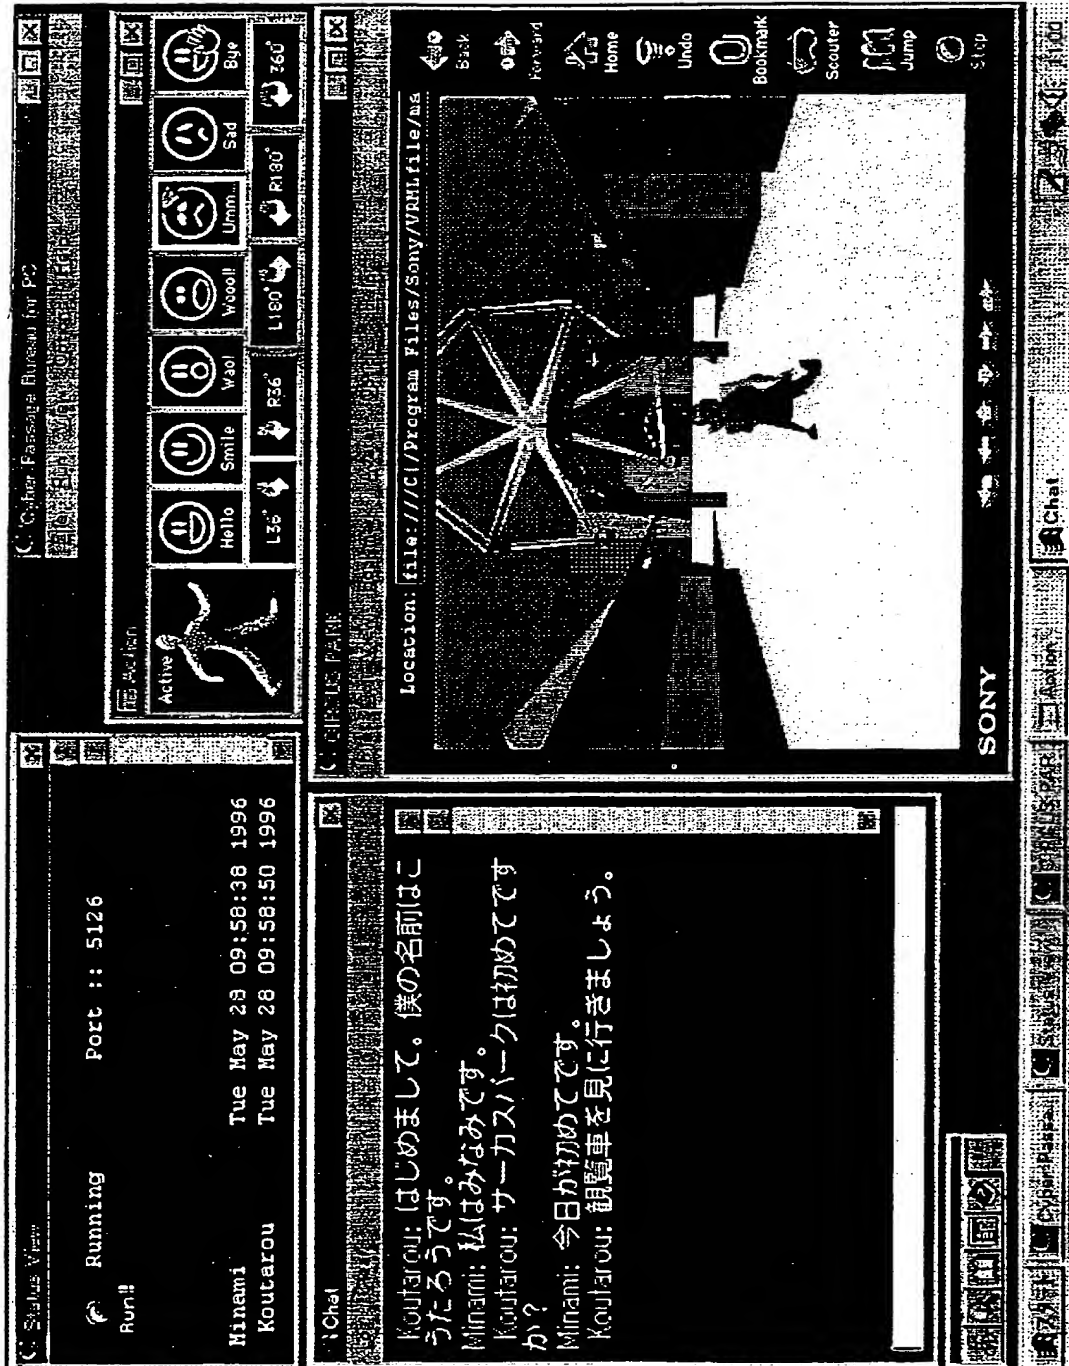 Status View
Running Port :: 5126
Run!!
Minami Tue May 28 09:58:38 1996
Koutarou Tue May 28 09:58:50 1996
Chat
Koutarou: はじめまして。僕の名前はこ
うたろうです。
Minami: 私はみなみです。
Koutarou: サーカスパークは初めてです
か?
Minami: 今日が初めてです。
Koutarou: 観覧車を見に行きましょう。
Bureau for PC
Action
Active
Hello
Smile
Wao!
Wooo!!
Umm..
Sad
Bye
L36° R36° L180° R180° 360°
CIRCUS PARK
Location: file:///C|/Program Files/Sony/VRMLfile/ma
Back
Forward
Home
Undo
Bookmark
Scouter
Jump
Stop
SONY
Status View
Action
Chat